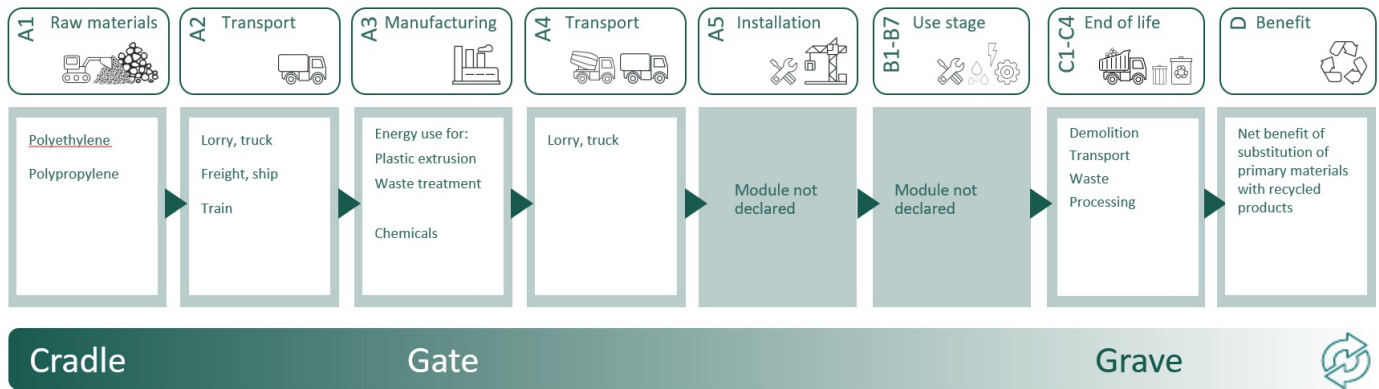 A1 Raw materials
A2 Transport
A3 Manufacturing
A4 Transport
A5 Installation
B1-B7 Use stage
C1-C4 End of life
D Benefit
Polyethylene
Polypropylene
Lorry, truck
Freight, ship
Train
Energy use for:
Plastic extrusion
Waste treatment
Chemicals
Lorry, truck
Module not
declared
Module not
declared
Demolition
Transport
Waste
Processing
Net benefit of
substitution of
primary materials
with recycled
products
Cradle
Gate
Grave